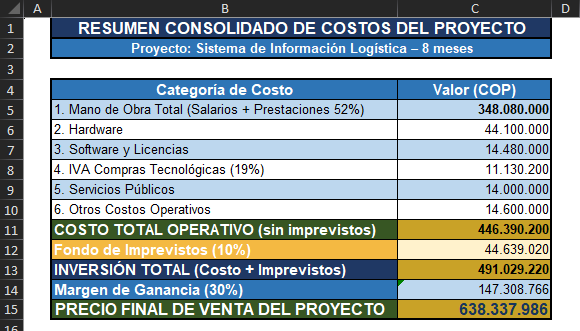 A B C D
1 RESUMEN CONSOLIDADO DE COSTOS DEL PROYECTO
2 Proyecto: Sistema de Información Logística – 8 meses
3
4 Categoría de Costo Valor (COP)
5 1. Mano de Obra Total (Salarios + Prestaciones 52%) 348.080.000
6 2. Hardware 44.100.000
7 3. Software y Licencias 14.480.000
8 4. IVA Compras Tecnológicas (19%) 11.130.200
9 5. Servicios Públicos 14.000.000
10 6. Otros Costos Operativos 14.600.000
11 COSTO TOTAL OPERATIVO (sin imprevistos) 446.390.200
12 Fondo de Imprevistos (10%) 44.639.020
13 INVERSIÓN TOTAL (Costo + Imprevistos) 491.029.220
14 Margen de Ganancia (30%) 147.308.766
15 PRECIO FINAL DE VENTA DEL PROYECTO 638.337.986
16